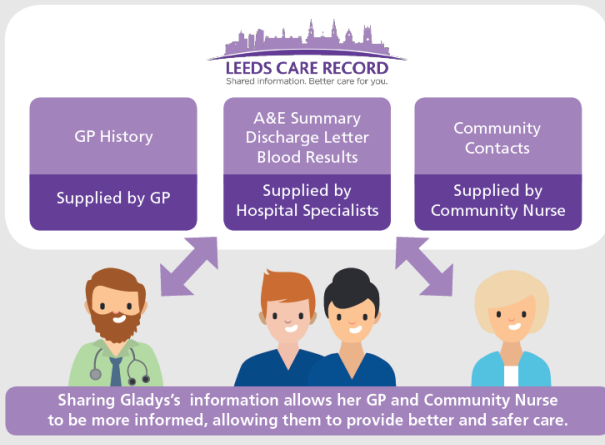 LEEDS CARE RECORD
Shared information. Better care for you.
GP History
Supplied by GP
A&E Summary
Discharge Letter
Blood Results
Supplied by
Hospital Specialists
Community
Contacts
Supplied by
Community Nurse
Sharing Gladys's information allows her GP and Community Nurse
to be more informed, allowing them to provide better and safer care.